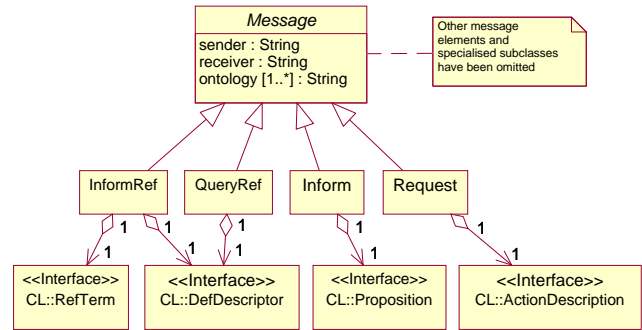 Message
sender : String
receiver : String
ontology [1..*] : String
Other message
elements and
specialised subclasses
have been omitted
InformRef
QueryRef
Inform
Request
1
1
1
1
1
1
1
1
1
1
<<Interface>>
CL::RefTerm
<<Interface>>
CL::DefDescriptor
<<Interface>>
CL::Proposition
<<Interface>>
CL::ActionDescription